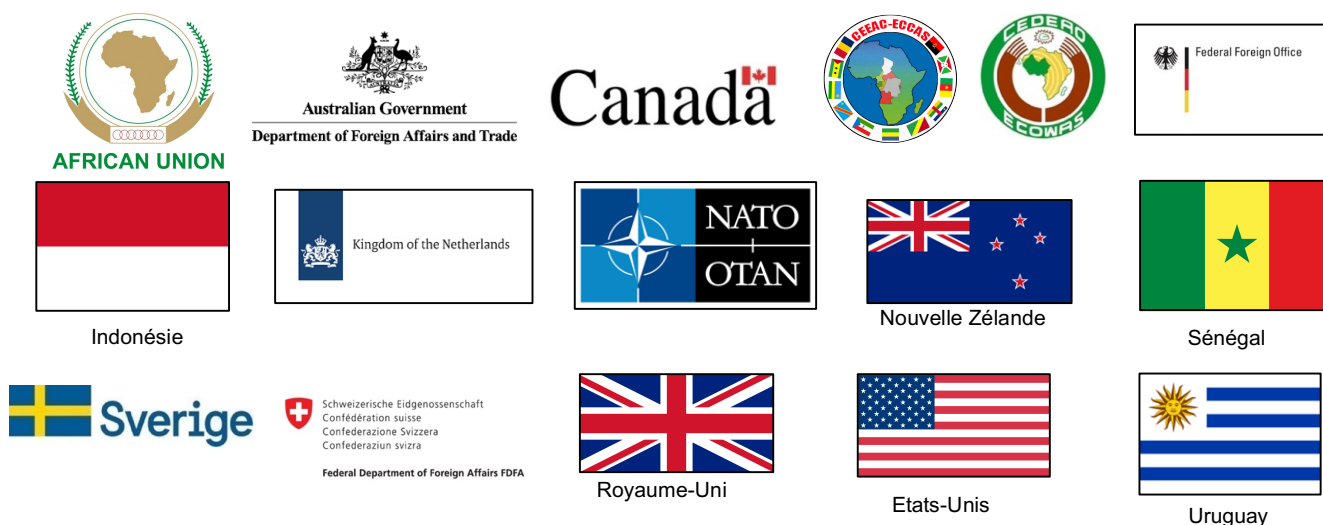 AFRICAN UNION
Australian Government
Department of Foreign Affairs and Trade
Canada
CEEAC-ECCAS
CEDEAO
ECOWAS
Federal Foreign Office
Indonésie
Kingdom of the Netherlands
NATO
OTAN
Nouvelle Zélande
Sénégal
Sverige
Schweizerische Eidgenossenschaft
Confédération suisse
Confederazione Svizzera
Confederaziun svizra
Federal Department of Foreign Affairs FDFA
Royaume-Uni
Etats-Unis
Uruguay